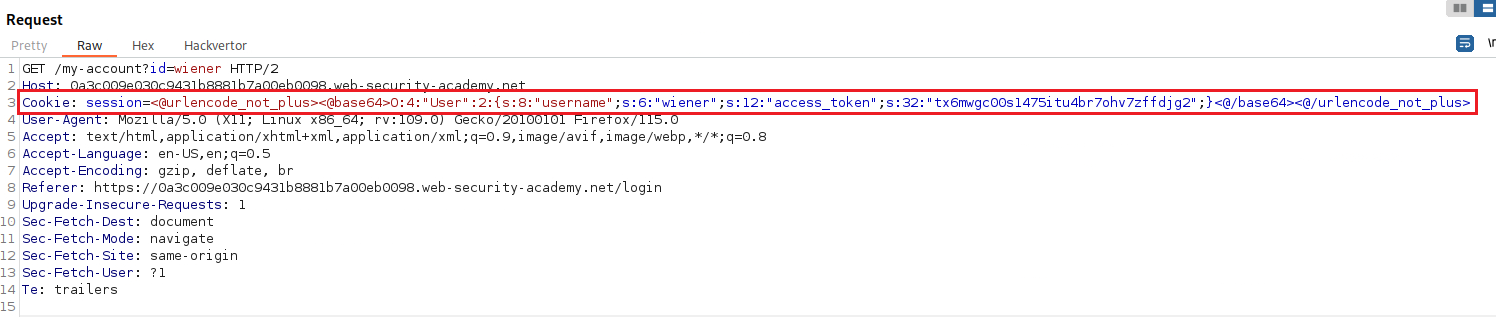 Request
Pretty Raw Hex Hackvertor
1 GET /my-account?id=wiener HTTP/2
2 Host: 0a3c009e030c9431b8881b7a00eb0098.web-security-academy.net
3 Cookie: session=<@urlencode_not_plus><@base64>O:4:"User":2:{s:8:"username";s:6:"wiener";s:12:"access_token";s:32:"tx6mwgc00s1475itu4br7ohv7zffdjg2";}<@/base64><@/urlencode_not_plus>
4 User-Agent: Mozilla/5.0 (X11; Linux x86_64; rv:109.0) Gecko/20100101 Firefox/115.0
5 Accept: text/html,application/xhtml+xml,application/xml;q=0.9,image/avif,image/webp,*/*;q=0.8
6 Accept-Language: en-US,en;q=0.5
7 Accept-Encoding: gzip, deflate, br
8 Referer: https://0a3c009e030c9431b8881b7a00eb0098.web-security-academy.net/login
9 Upgrade-Insecure-Requests: 1
10 Sec-Fetch-Dest: document
11 Sec-Fetch-Mode: navigate
12 Sec-Fetch-Site: same-origin
13 Sec-Fetch-User: ?1
14 Te: trailers
15